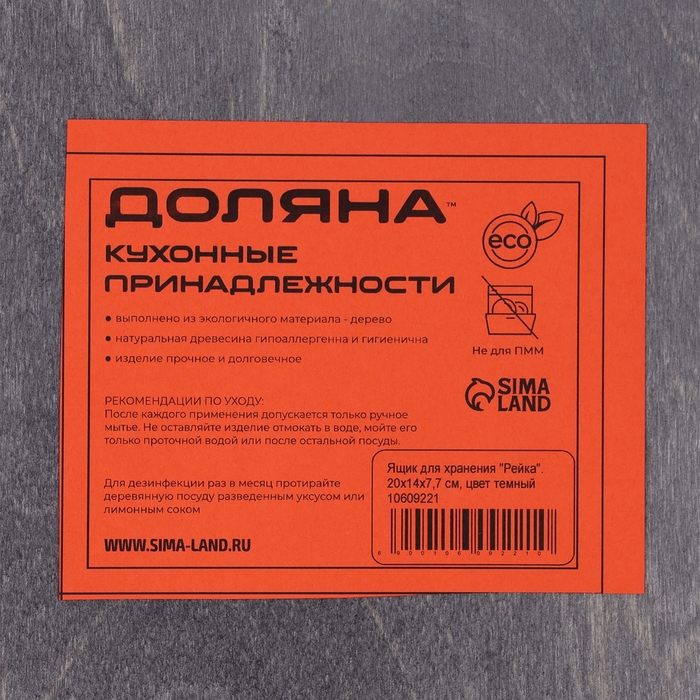 ДОЛЯНА™
КУХОННЫЕ
ПРИНАДЛЕЖНОСТИ
• выполнено из экологичного материала - дерево
• натуральная древесина гипоаллергенна и гигиенична
• изделие прочное и долговечное
eco
Не для ПММ
SIMA
LAND
РЕКОМЕНДАЦИИ ПО УХОДУ:
После каждого применения допускается только ручное
мытье. Не оставляйте изделие отмокать в воде, мойте его
только проточной водой или после остальной посуды.
Для дезинфекции раз в месяц протирайте
деревянную посуду разведенным уксусом или
лимонным соком
WWW.SIMA-LAND.RU
Ящик для хранения "Рейка".
20х14х7,7 см, цвет темный
10609221
6900106092210